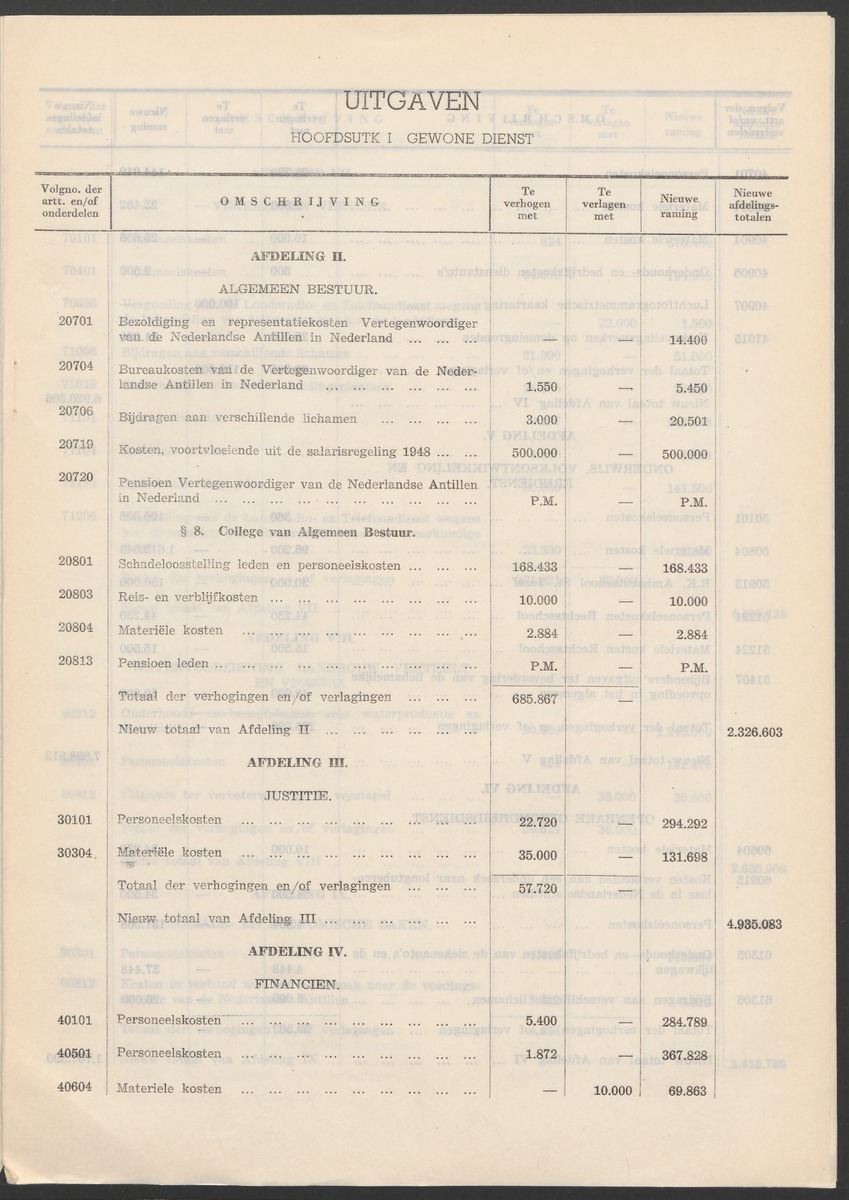 UITGAVEN
HOOFDSUTK I GEWONE DIENST
Volgno. der artt. en/of onderdelen | OMSCHRIJVING | Te verhogen met | Te verlagen met | Nieuwe raming | Nieuwe afdelings-totalen
AFDELING II.
ALGEMEEN BESTUUR.
20701 Bezoldiging en representatiekosten Vertegenwoordiger
van de Nederlandse Antillen in Nederland ... ... ... — — 14.400
20704 Bureaukosten van de Vertegenwoordiger van de Neder-
landse Antillen in Nederland ... ... ... ... ... ... 1.550 — 5.450
20706 Bijdragen aan verschillende lichamen ... ... ... ... 3.000 — 20.501
20719 Kosten, voortvloeiende uit de salarisregeling 1948 ... ... 500.000 — 500.000
20720 Pensioen Vertegenwoordiger van de Nederlandse Antillen
in Nederland ... ... ... ... ... ... ... ... ... ... P.M. — P.M.
§ 8. College van Algemeen Bestuur.
20801 Schadeloosstelling leden en personeelskosten ... ... ... 168.433 — 168.433
20803 Reis- en verblijfkosten ... ... ... ... ... ... ... ... 10.000 — 10.000
20804 Materiële kosten ... ... ... ... ... ... ... ... ... 2.884 — 2.884
20813 Pensioen leden ... ... ... ... ... ... ... ... ... ... P.M. — P.M.
Totaal der verhogingen en/of verlagingen ... ... ... 685.867 —
Nieuw totaal van Afdeling II ... ... ... ... ... ... 2.326.603
AFDELING III.
JUSTITIE.
30101 Personeelskosten ... ... ... ... ... ... ... ... ... 22.720 — 294.292
30304. Materiële kosten ... ... ... ... ... ... ... ... ... 35.000 — 131.698
Totaal der verhogingen en/of verlagingen ... ... ... 57.720 —
Nieuw totaal van Afdeling III ... ... ... ... ... ... 4.935.083
AFDELING IV.
FINANCIEN.
40101 Personeelskosten ... ... ... ... ... ... ... ... ... 5.400 — 284.789
40501 Personeelskosten ... ... ... ... ... ... ... ... ... 1.872 — 367.828
40604 Materiele kosten ... ... ... ... ... ... ... ... ... — 10.000 69.863